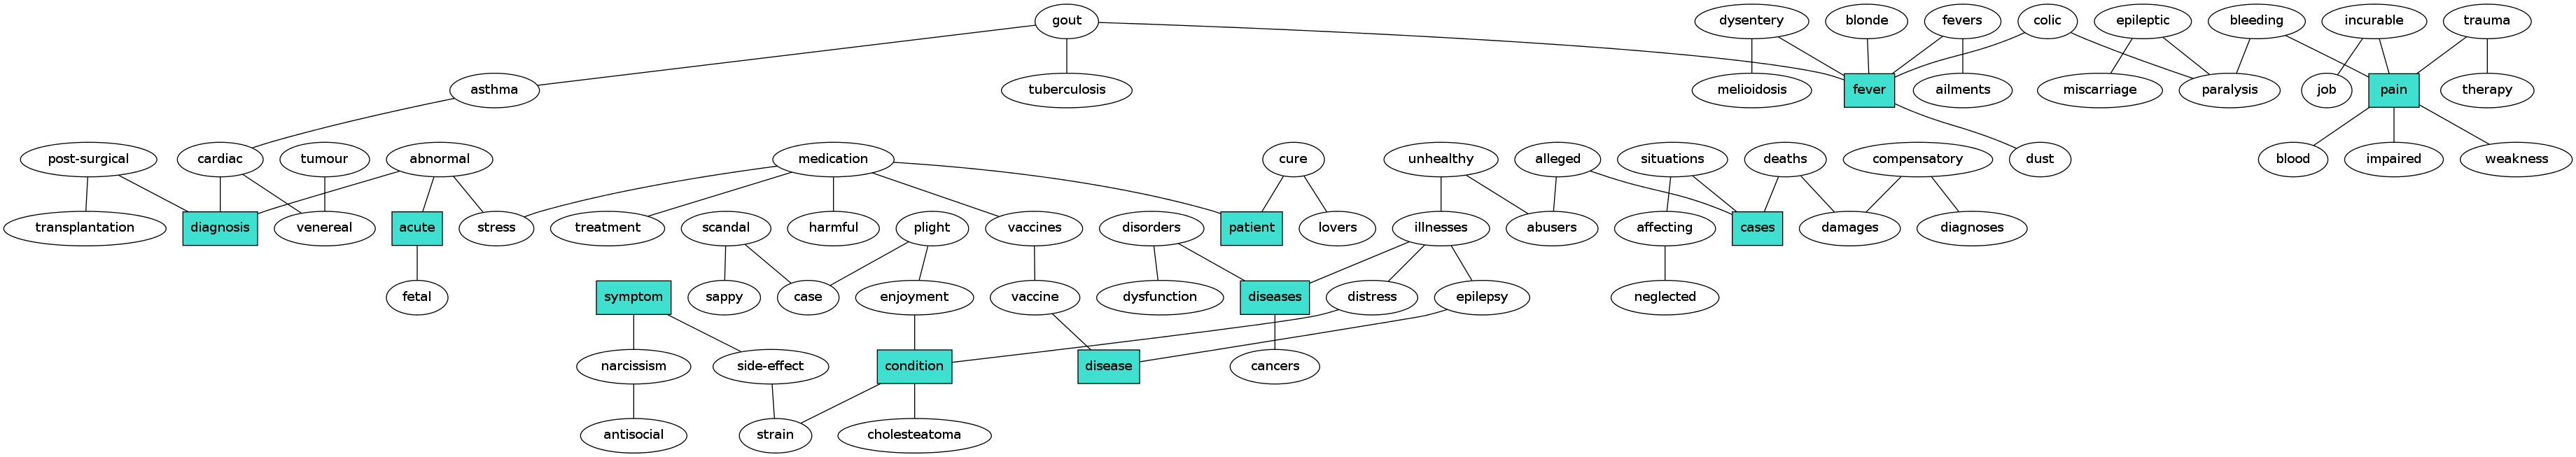 gout
dysentery
blonde
fevers
colic
epileptic
bleeding
incurable
trauma
asthma
tuberculosis
melioidosis
fever
ailments
miscarriage
paralysis
job
pain
therapy
post-surgical
cardiac
tumour
abnormal
medication
cure
unhealthy
alleged
situations
deaths
compensatory
dust
blood
impaired
weakness
transplantation
diagnosis
venereal
acute
stress
treatment
scandal
harmful
plight
vaccines
disorders
patient
lovers
illnesses
abusers
affecting
cases
damages
diagnoses
fetal
symptom
sappy
case
enjoyment
vaccine
dysfunction
diseases
distress
epilepsy
neglected
narcissism
side-effect
condition
disease
cancers
antisocial
strain
cholesteatoma